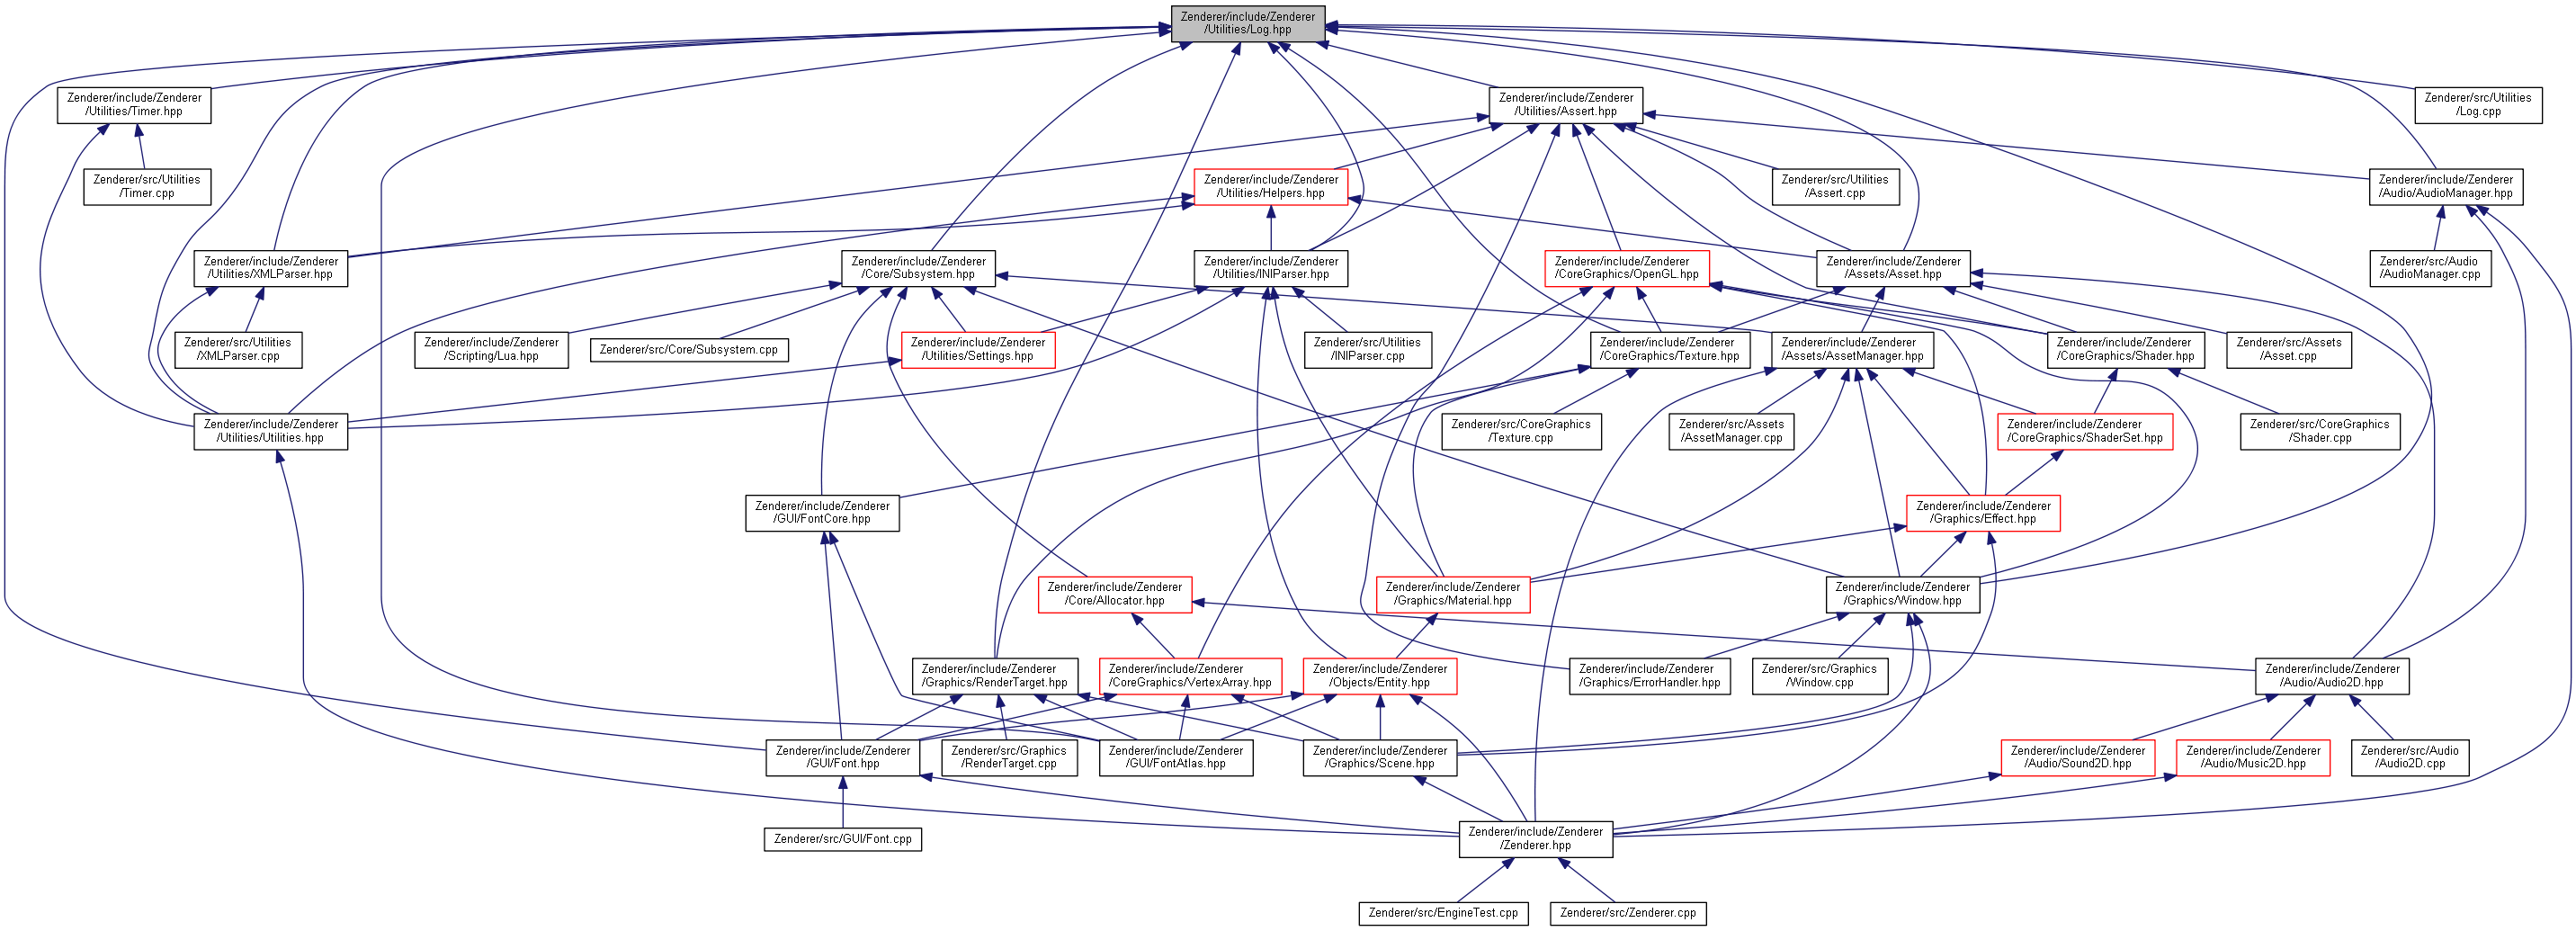 Zenderer/include/Zenderer
/Utilities/Log.hpp
Zenderer/include/Zenderer
/Utilities/Timer.hpp
Zenderer/include/Zenderer
/Utilities/Assert.hpp
Zenderer/src/Utilities
/Log.cpp
Zenderer/src/Utilities
/Timer.cpp
Zenderer/include/Zenderer
/Utilities/Helpers.hpp
Zenderer/src/Utilities
/Assert.cpp
Zenderer/include/Zenderer
/Audio/AudioManager.hpp
Zenderer/include/Zenderer
/Utilities/XMLParser.hpp
Zenderer/include/Zenderer
/Core/Subsystem.hpp
Zenderer/include/Zenderer
/Utilities/INIParser.hpp
Zenderer/include/Zenderer
/CoreGraphics/OpenGL.hpp
Zenderer/include/Zenderer
/Assets/Asset.hpp
Zenderer/src/Audio
/AudioManager.cpp
Zenderer/src/Utilities
/XMLParser.cpp
Zenderer/include/Zenderer
/Scripting/Lua.hpp
Zenderer/src/Core/Subsystem.cpp
Zenderer/include/Zenderer
/Utilities/Settings.hpp
Zenderer/src/Utilities
/INIParser.cpp
Zenderer/include/Zenderer
/CoreGraphics/Texture.hpp
Zenderer/include/Zenderer
/Assets/AssetManager.hpp
Zenderer/include/Zenderer
/CoreGraphics/Shader.hpp
Zenderer/src/Assets
/Asset.cpp
Zenderer/include/Zenderer
/Utilities/Utilities.hpp
Zenderer/src/CoreGraphics
/Texture.cpp
Zenderer/src/Assets
/AssetManager.cpp
Zenderer/include/Zenderer
/CoreGraphics/ShaderSet.hpp
Zenderer/src/CoreGraphics
/Shader.cpp
Zenderer/include/Zenderer
/GUI/FontCore.hpp
Zenderer/include/Zenderer
/Graphics/Effect.hpp
Zenderer/include/Zenderer
/Core/Allocator.hpp
Zenderer/include/Zenderer
/Graphics/Material.hpp
Zenderer/include/Zenderer
/Graphics/Window.hpp
Zenderer/include/Zenderer
/Graphics/RenderTarget.hpp
Zenderer/include/Zenderer
/CoreGraphics/VertexArray.hpp
Zenderer/include/Zenderer
/Objects/Entity.hpp
Zenderer/include/Zenderer
/Graphics/ErrorHandler.hpp
Zenderer/src/Graphics
/Window.cpp
Zenderer/include/Zenderer
/Audio/Audio2D.hpp
Zenderer/include/Zenderer
/GUI/Font.hpp
Zenderer/src/Graphics
/RenderTarget.cpp
Zenderer/include/Zenderer
/GUI/FontAtlas.hpp
Zenderer/include/Zenderer
/Graphics/Scene.hpp
Zenderer/include/Zenderer
/Audio/Sound2D.hpp
Zenderer/include/Zenderer
/Audio/Music2D.hpp
Zenderer/src/Audio
/Audio2D.cpp
Zenderer/src/GUI/Font.cpp
Zenderer/include/Zenderer
/Zenderer.hpp
Zenderer/src/EngineTest.cpp
Zenderer/src/Zenderer.cpp